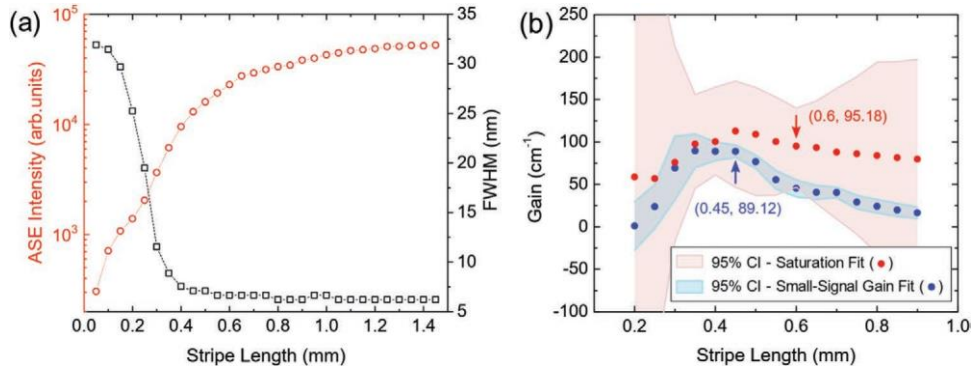 (a)
ASE Intensity (arb.units)
10^5
10^4
10^3
35
30
25
20
15
10
5
FWHM (nm)
0.0 0.2 0.4 0.6 0.8 1.0 1.2 1.4
Stripe Length (mm)
(b)
Gain (cm^-1)
250
200
150
100
50
0
-50
-100
(0.6, 95.18)
(0.45, 89.12)
95% CI - Saturation Fit ( )
95% CI - Small-Signal Gain Fit ( )
0.2 0.4 0.6 0.8 1.0
Stripe Length (mm)